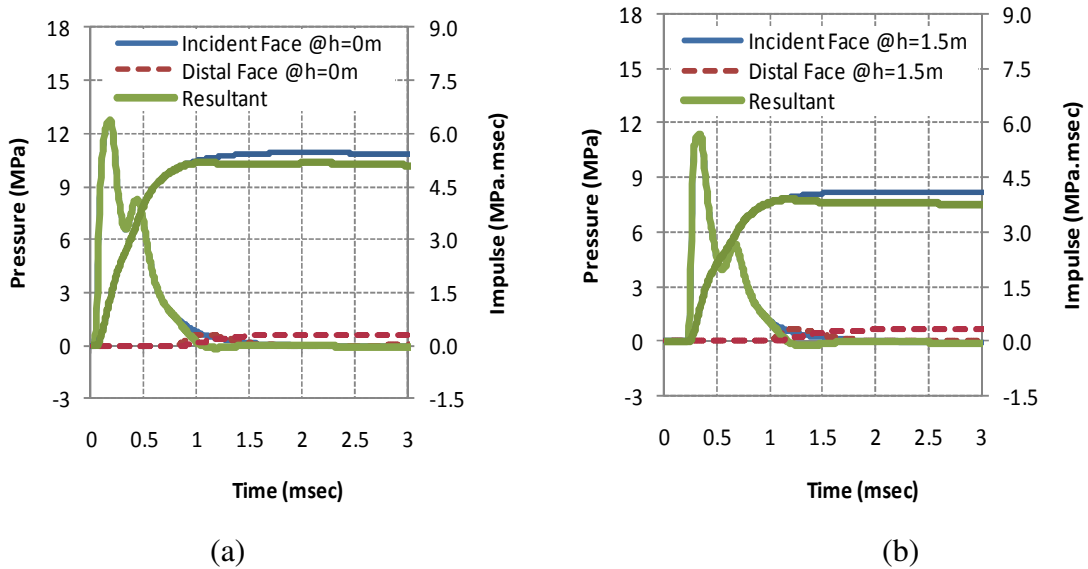 18
15
12
9
6
3
0
-3
Pressure (MPa)
Incident Face @h=0m
Distal Face @h=0m
Resultant
9.0
7.5
6.0
4.5
3.0
1.5
0.0
-1.5
Impulse (MPa.msec)
0 0.5 1 1.5 2 2.5 3
Time (msec)
(a)
18
15
12
9
6
3
0
-3
Pressure (MPa)
Incident Face @h=1.5m
Distal Face @h=1.5m
Resultant
9.0
7.5
6.0
4.5
3.0
1.5
0.0
-1.5
Impulse (MPa.msec)
0 0.5 1 1.5 2 2.5 3
Time (msec)
(b)